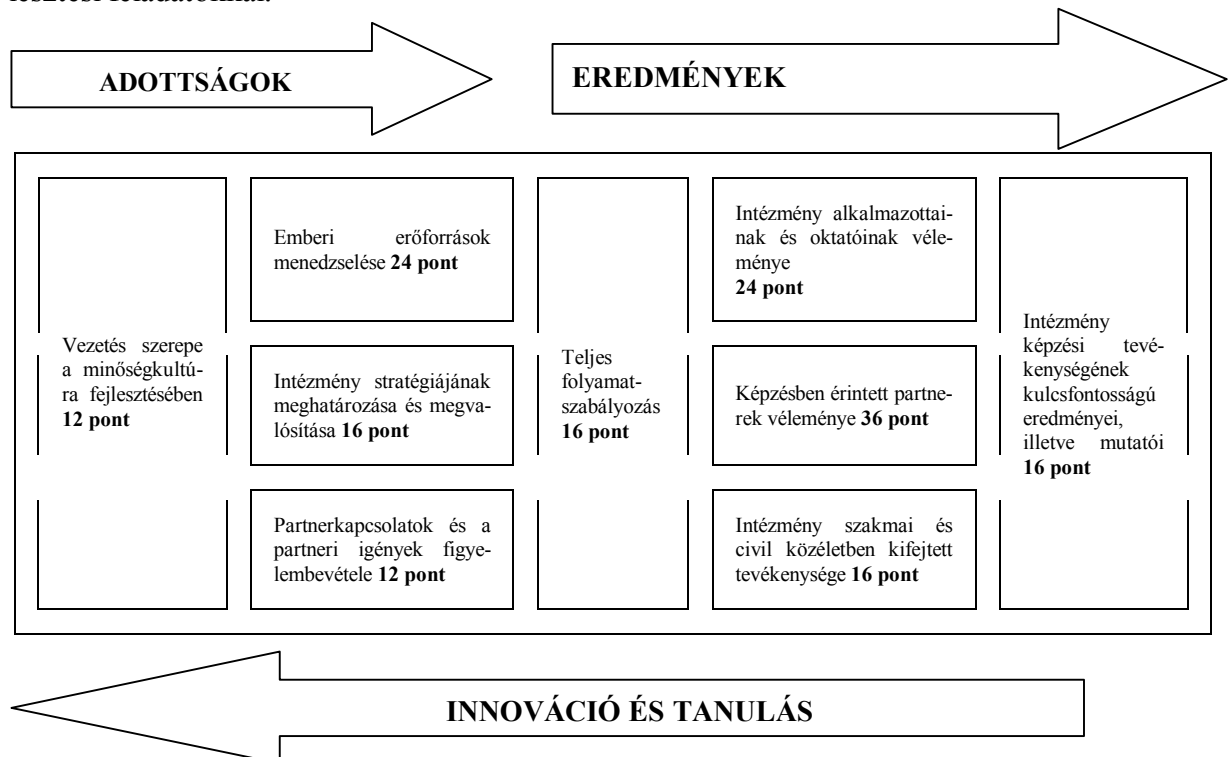 ADOTTSÁGOK
EREDMÉNYEK
Vezetés szerepe
a minőségkultú-
ra fejlesztésében
12 pont
Emberi erőforrások
menedzselése 24 pont
Intézmény stratégiájának
meghatározása és megva-
lósítása 16 pont
Partnerkapcsolatok és a
partneri igények figye-
lembevétele 12 pont
Teljes
folyamat-
szabályozás
16 pont
Intézmény alkalmazottai-
nak és oktatóinak véle-
ménye
24 pont
Képzésben érintett partne-
rek véleménye 36 pont
Intézmény szakmai és
civil közéletben kifejtett
tevékenysége 16 pont
Intézmény
képzési tevé-
kenységének
kulcsfontosságú
eredményei,
illetve mutatói
16 pont
INNOVÁCIÓ ÉS TANULÁS